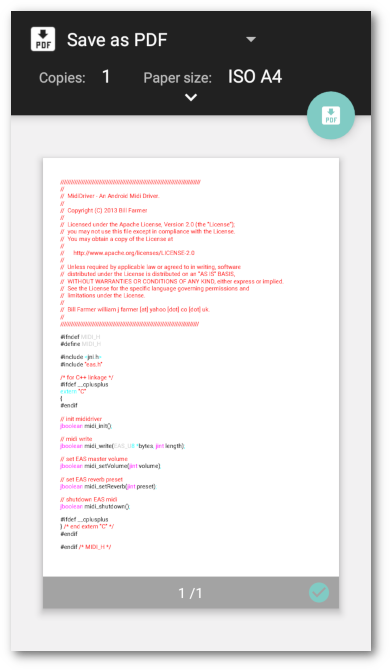 PDF Save as PDF
Copies: 1 Paper size: ISO A4
PDF
////////////////////////////////////////////////////////////////////////////////
//
//  MidiDriver - An Android Midi Driver.
//
//  Copyright (C) 2013 Bill Farmer
//
//  Licensed under the Apache License, Version 2.0 (the "License");
//  you may not use this file except in compliance with the License.
//  You may obtain a copy of the License at
//
//     http://www.apache.org/licenses/LICENSE-2.0
//
//  Unless required by applicable law or agreed to in writing, software
//  distributed under the License is distributed on an "AS IS" BASIS,
//  WITHOUT WARRANTIES OR CONDITIONS OF ANY KIND, either express or implied.
//  See the License for the specific language governing permissions and
//  limitations under the License.
//
//  Bill Farmer william j farmer [at] yahoo [dot] co [dot] uk.
//
////////////////////////////////////////////////////////////////////////////////
#ifndef MIDI_H
#define MIDI_H
#include <jni.h>
#include "eas.h"
/* for C++ linkage */
#ifdef __cplusplus
extern "C"
{
#endif
// init mididriver
jboolean midi_init();
// midi write
jboolean midi_write(EAS_U8 *bytes, jint length);
// set EAS master volume
jboolean midi_setVolume(jint volume);
// set EAS reverb preset
jboolean midi_setReverb(jint preset);
// shutdown EAS midi
jboolean midi_shutdown();
#ifdef __cplusplus
} /* end extern "C" */
#endif
#endif /* MIDI_H */
1 /1